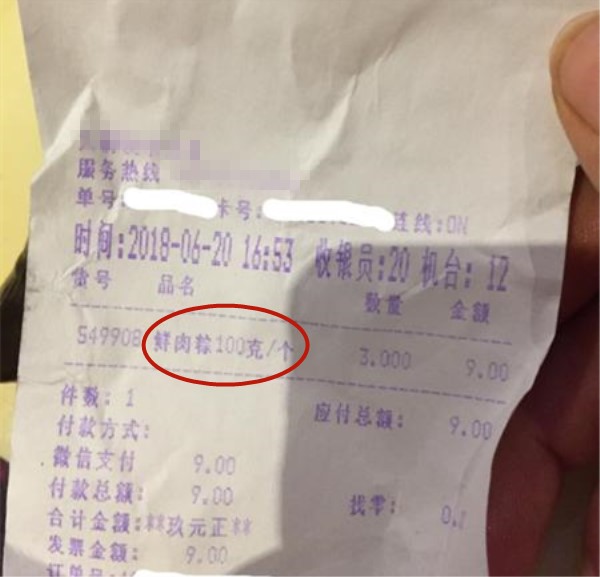 服务热线
单号: 卡号: 连线:ON
时间:2018-06-20 16:53 收银员:20 机台: 12
货号 品名 数量 金额
549908 鲜肉粽100克/个 3.000 9.00
件数: 1 应付总额: 9.00
付款方式:
微信支付 9.00
付款总额: 9.00 找零:
合计金额:**玖元正**
发票金额: 9.00
订单号: